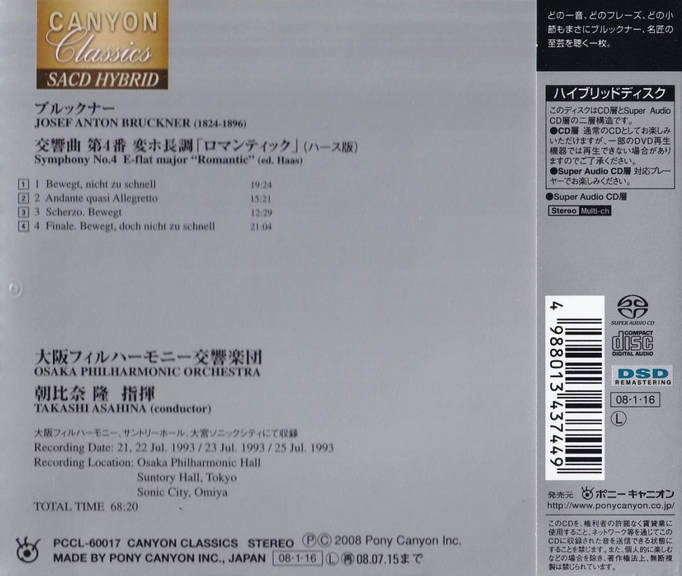 CANYON
Classics
SACD HYBRID
ブルックナー
JOSEF ANTON BRUCKNER (1824-1896)
交響曲 第4番 変ホ長調「ロマンティック」(ハース版)
Symphony No.4 E-flat major "Romantic" (ed. Haas)
1 1 Bewegt, nicht zu schnell 19:24
2 2 Andante quasi Allegretto 15:21
3 3 Scherzo. Bewegt 12:29
4 4 Finale. Bewegt, doch nicht zu schnell 21:04
大阪フィルハーモニー交響楽団
OSAKA PHILHARMONIC ORCHESTRA
朝比奈 隆 指揮
TAKASHI ASAHINA (conductor)
大阪フィルハーモニー、サントリーホール、大宮ソニックシティにて収録
Recording Date: 21, 22 Jul. 1993 / 23 Jul. 1993 / 25 Jul. 1993
Recording Location: Osaka Philharmonic Hall
Suntory Hall, Tokyo
Sonic City, Omiya
TOTAL TIME 68:20
PCCL-60017 CANYON CLASSICS STEREO Ⓟ Ⓒ 2008 Pony Canyon Inc.
MADE BY PONY CANYON INC., JAPAN 08・1・16 Ⓛ 再 08.07.15まで
どの一音、どのフレーズ、どの小
節もまさにブルックナー、名匠の
至芸を聴く一枚。
ハイブリッドディスク
このディスクはCD層とSuper Audio
CD層の二層構造です。
●CD層 通常のCDとしてお楽しみ
いただけますが、一部のDVD再生
機器では再生できない場合があり
ますのでご了承ください。
●Super Audio CD層 対応プレー
ヤーでお楽しみください。
●Super Audio CD層
Stereo Multi-ch
4 988013 437449
SUPER AUDIO CD
COMPACT
disc
DIGITAL AUDIO
DSD
REMASTERING
08・1・16
Ⓛ
発売元 ポニーキャニオン
http://www.ponycanyon.co.jp/
このCDを、権利者の許諾なく賃貸業に
使用すること、ネットワーク等を通じてこの
CDに収録された音を送信できる状態に
することを禁じます。また、個人的に楽しむ
などの場合を除き、著作権法上、無断複
製は禁じられています。